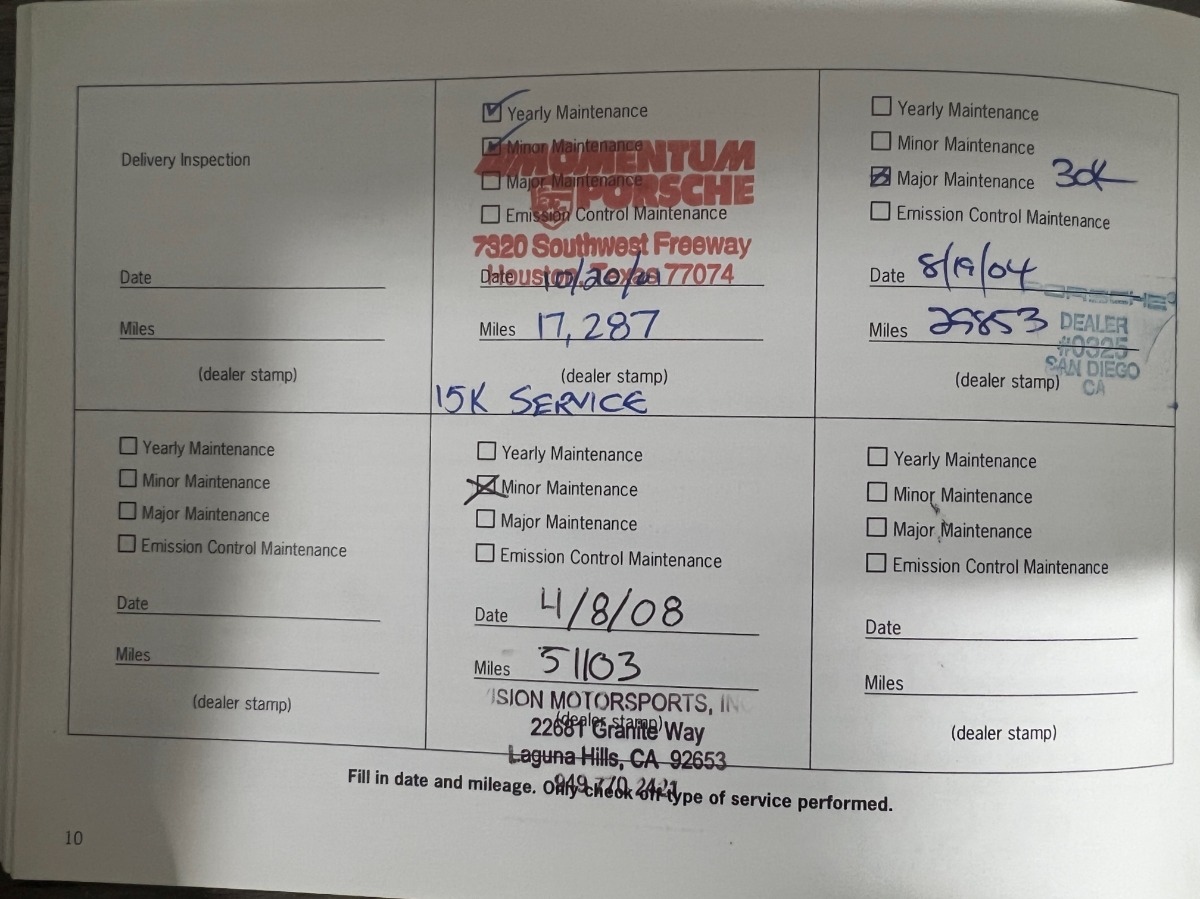 Delivery Inspection
Date
Miles
(dealer stamp)
Yearly Maintenance
Minor Maintenance
Major Maintenance
Emission Control Maintenance
MOMENTUM
PORSCHE
7320 Southwest Freeway
Houston, Texas 77074
Date 10/20/01
Miles 17,287
(dealer stamp)
15K SERVICE
Yearly Maintenance
Minor Maintenance
Major Maintenance 30K
Emission Control Maintenance
Date 8/19/04
Miles 29853
PORSCHE
DEALER
#0325
SAN DIEGO
CA
(dealer stamp)
Yearly Maintenance
Minor Maintenance
Major Maintenance
Emission Control Maintenance
Date
Miles
(dealer stamp)
Yearly Maintenance
Minor Maintenance
Major Maintenance
Emission Control Maintenance
Date 4/8/08
Miles 51103
ISION MOTORSPORTS, IN
(dealer stamp)
22681 Granite Way
Laguna Hills, CA 92653
949 770 2421
Yearly Maintenance
Minor Maintenance
Major Maintenance
Emission Control Maintenance
Date
Miles
(dealer stamp)
Fill in date and mileage. Only check off type of service performed.
10